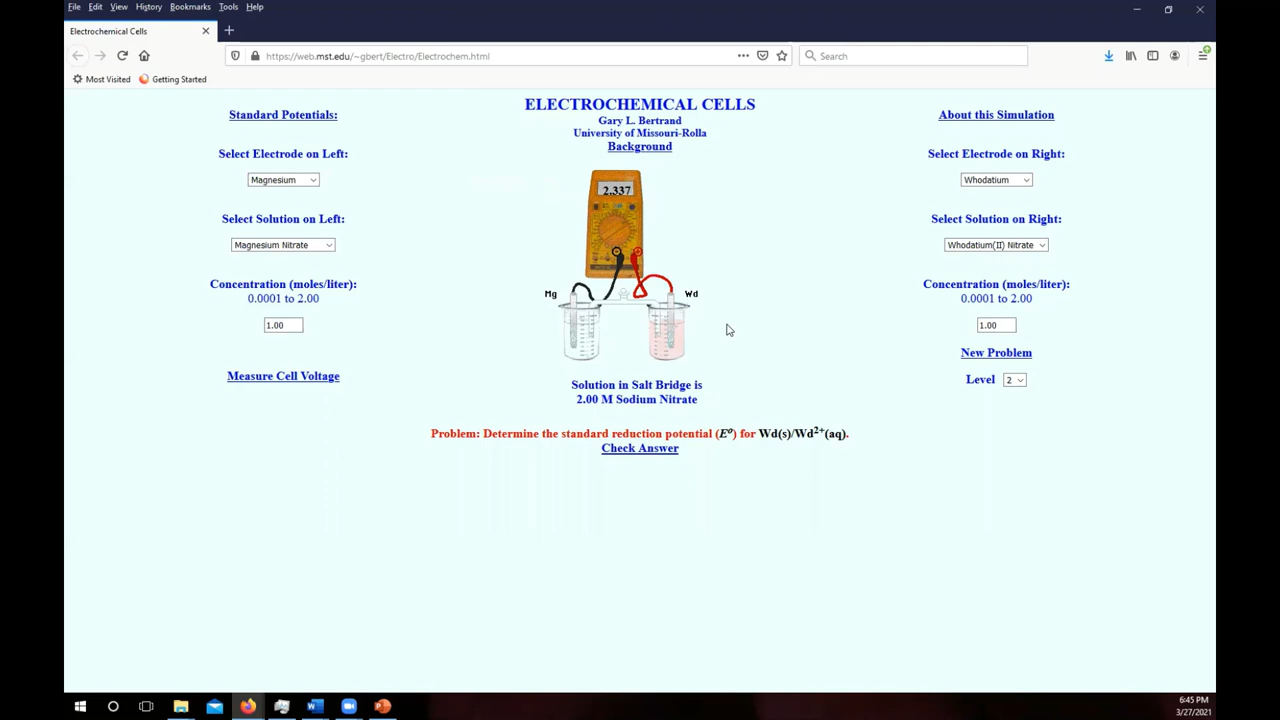 File Edit View History Bookmarks Tools Help
Electrochemical Cells
https://web.mst.edu/~gbert/Electro/Electrochem.html
Search
Most Visited Getting Started
ELECTROCHEMICAL CELLS
Gary L. Bertrand
University of Missouri-Rolla
Background
Standard Potentials:
Select Electrode on Left:
Magnesium
Select Solution on Left:
Magnesium Nitrate
Concentration (moles/liter):
0.0001 to 2.00
1.00
Measure Cell Voltage
2.337
Mg
Wd
Solution in Salt Bridge is
2.00 M Sodium Nitrate
About this Simulation
Select Electrode on Right:
Whodatium
Select Solution on Right:
Whodatium(II) Nitrate
Concentration (moles/liter):
0.0001 to 2.00
1.00
New Problem
Level 2
Problem: Determine the standard reduction potential (Eº) for Wd(s)/Wd²⁺(aq).
Check Answer
6:45 PM
3/27/2021